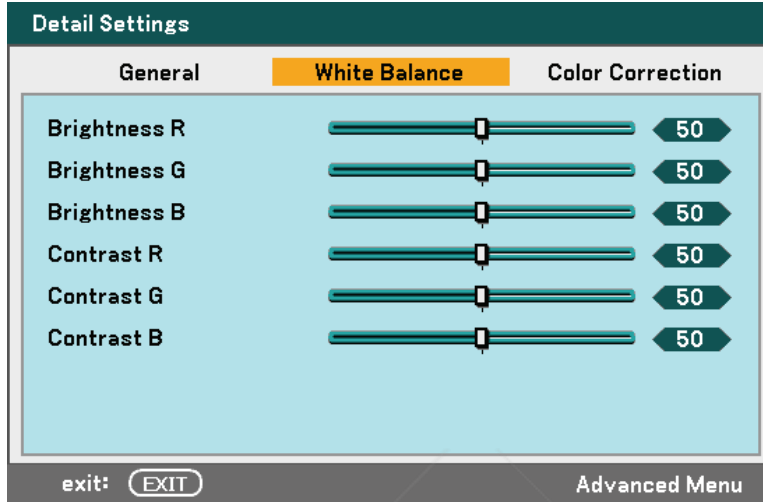 Detail Settings
General White Balance Color Correction
Brightness R 50
Brightness G 50
Brightness B 50
Contrast R 50
Contrast G 50
Contrast B 50
exit: EXIT Advanced Menu